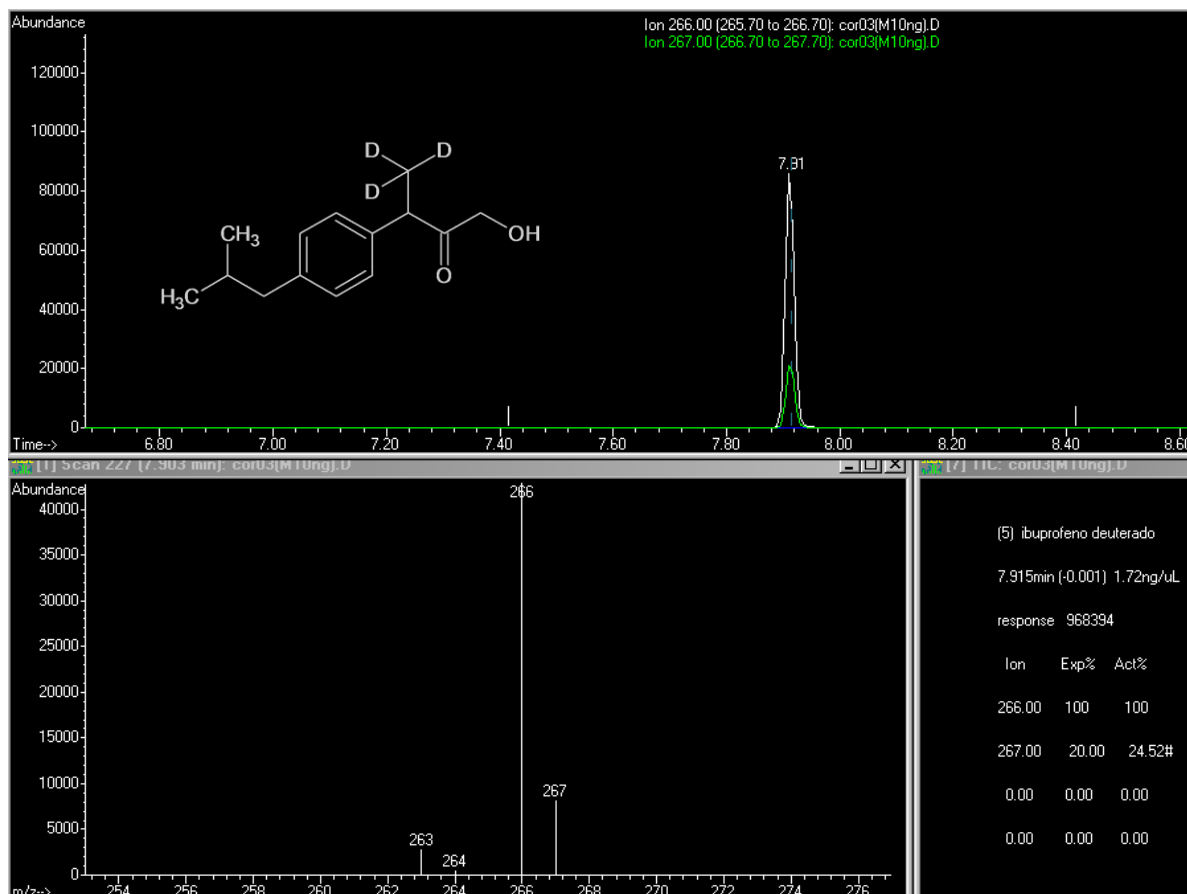 Abundance
Ion 266.00 (265.70 to 266.70): cor03(M10ng).D
Ion 267.00 (266.70 to 267.70): cor03(M10ng).D
120000
100000
80000
60000
40000
20000
0
7.91
D D
D
CH3
H3C
OH
O
Time--> 6.80 7.00 7.20 7.40 7.60 7.80 8.00 8.20 8.40 8.60
[1] Scan 227 (7.903 min): cor03(M10ng).D
Abundance
40000
35000
30000
25000
20000
15000
10000
5000
0
266
267
263
264
m/z--> 254 256 258 260 262 264 266 268 270 272 274 276
[7] TIC: cor03(M10ng).D
(5) ibuprofeno deuterado
7.915min (-0.001) 1.72ng/uL
response 968394
Ion Exp% Act%
266.00 100 100
267.00 20.00 24.52#
0.00 0.00 0.00
0.00 0.00 0.00